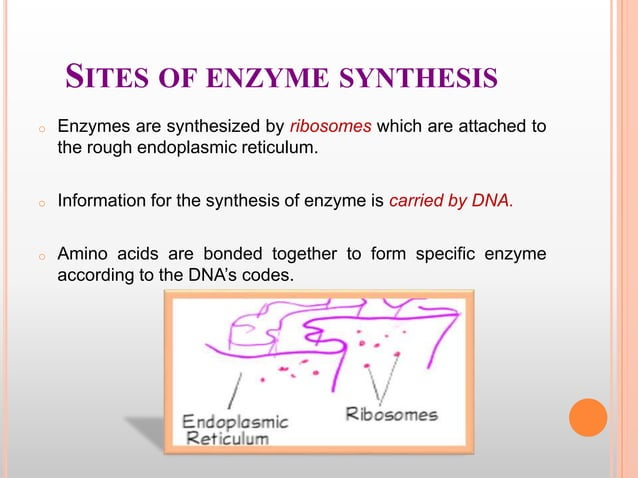 SITES OF ENZYME SYNTHESIS
o Enzymes are synthesized by ribosomes which are attached to
the rough endoplasmic reticulum.
o Information for the synthesis of enzyme is carried by DNA.
o Amino acids are bonded together to form specific enzyme
according to the DNA's codes.
Endoplasmic
Reticulum
Ribosomes